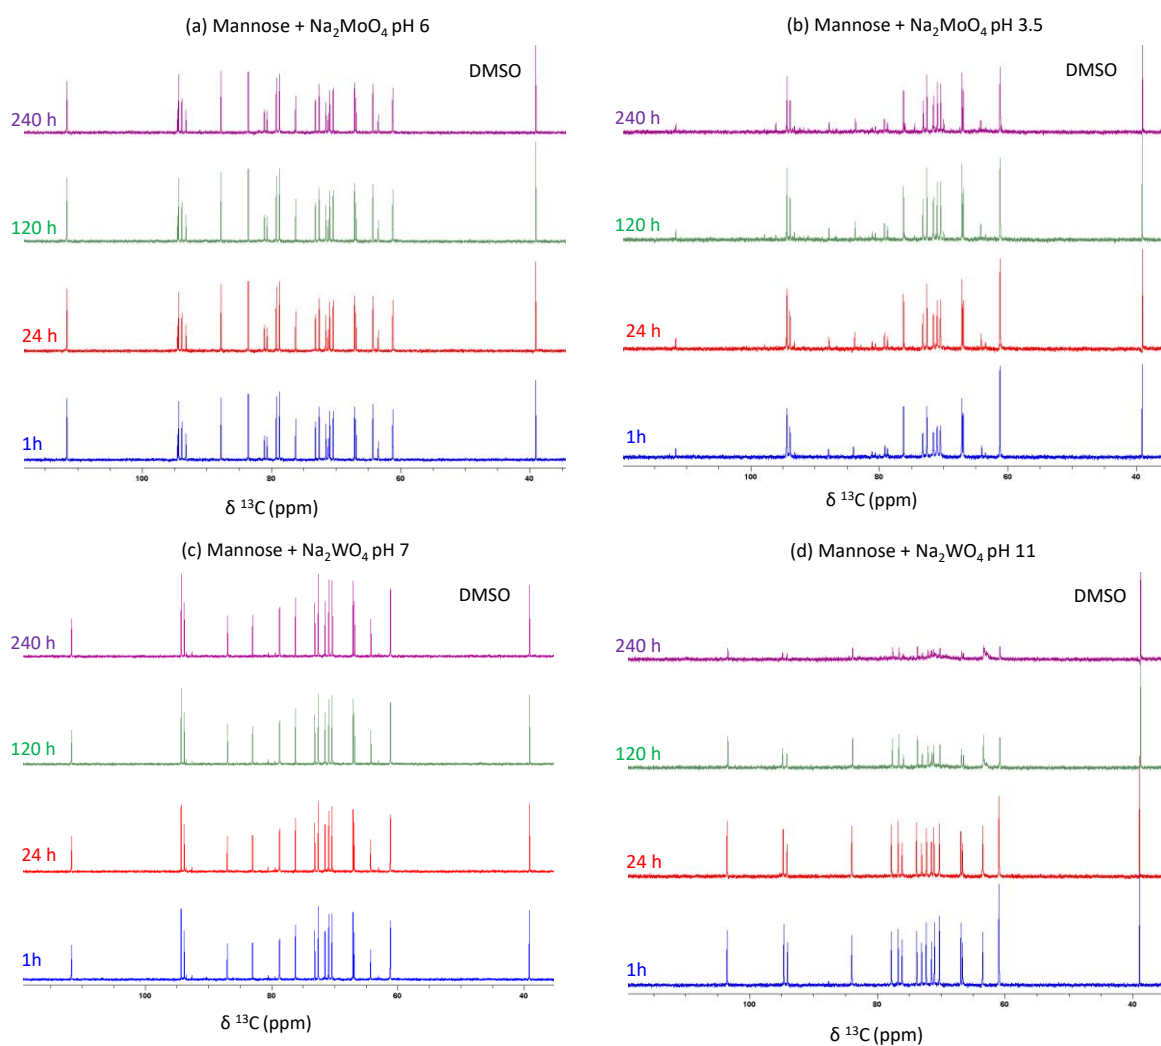 (a) Mannose + Na₂MoO₄ pH 6
DMSO
240 h
120 h
24 h
1h
100 80 60 40
δ ¹³C (ppm)
(b) Mannose + Na₂MoO₄ pH 3.5
DMSO
240 h
120 h
24 h
1h
100 80 60 40
δ ¹³C (ppm)
(c) Mannose + Na₂WO₄ pH 7
DMSO
240 h
120 h
24 h
1h
100 80 60 40
δ ¹³C (ppm)
(d) Mannose + Na₂WO₄ pH 11
DMSO
240 h
120 h
24 h
1h
100 80 60 40
δ ¹³C (ppm)